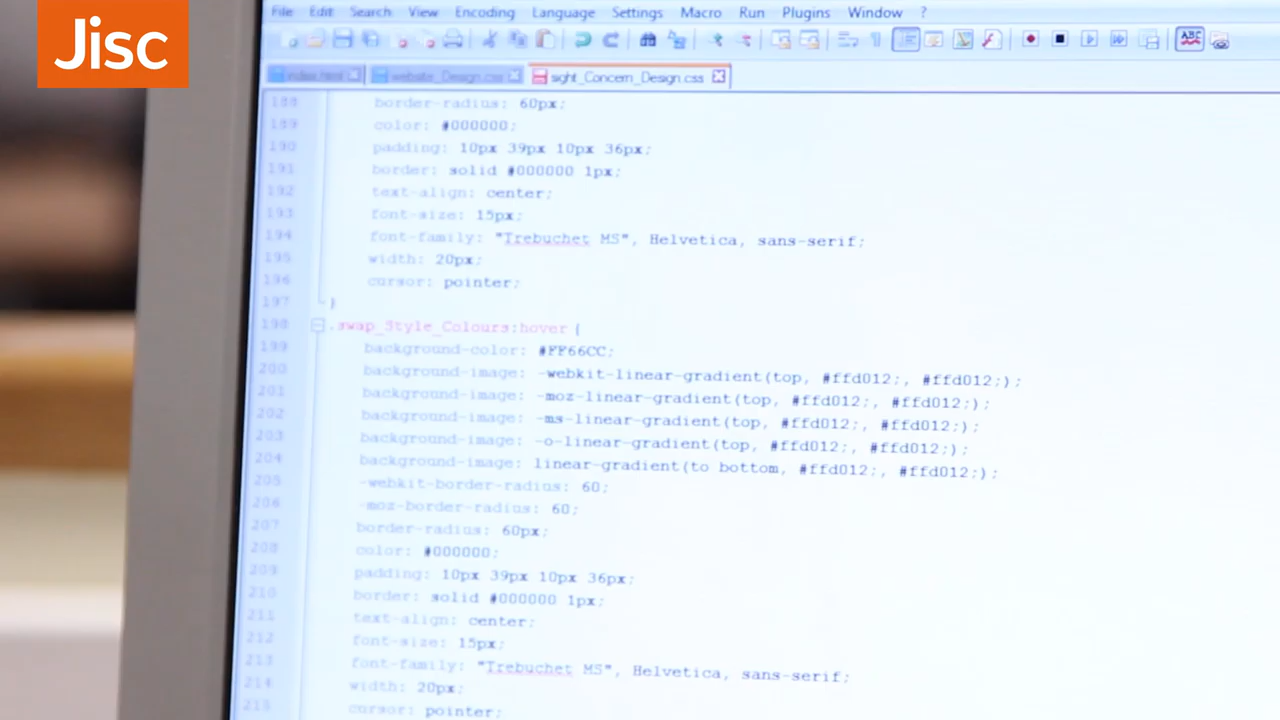 Jisc
File Edit Search View Encoding Language Settings Macro Run Plugins Window ?
ABC
index.html website_Design.css sight_Concern_Design.css
188 border-radius: 60px;
189 color: #000000;
190 padding: 10px 39px 10px 36px;
191 border: solid #000000 1px;
192 text-align: center;
193 font-size: 15px;
194 font-family: "Trebuchet MS", Helvetica, sans-serif;
195 width: 20px;
196 cursor: pointer;
197 }
198 .swap_Style_Colours:hover {
199 background-color: #FF66CC;
200 background-image: -webkit-linear-gradient(top, #ffd012;, #ffd012;);
201 background-image: -moz-linear-gradient(top, #ffd012;, #ffd012;);
202 background-image: -ms-linear-gradient(top, #ffd012;, #ffd012;);
203 background-image: -o-linear-gradient(top, #ffd012;, #ffd012;);
204 background-image: linear-gradient(to bottom, #ffd012;, #ffd012;);
205 -webkit-border-radius: 60;
206 -moz-border-radius: 60;
207 border-radius: 60px;
208 color: #000000;
209 padding: 10px 39px 10px 36px;
210 border: solid #000000 1px;
211 text-align: center;
212 font-size: 15px;
213 font-family: "Trebuchet MS", Helvetica, sans-serif;
214 width: 20px;
215 cursor: pointer;